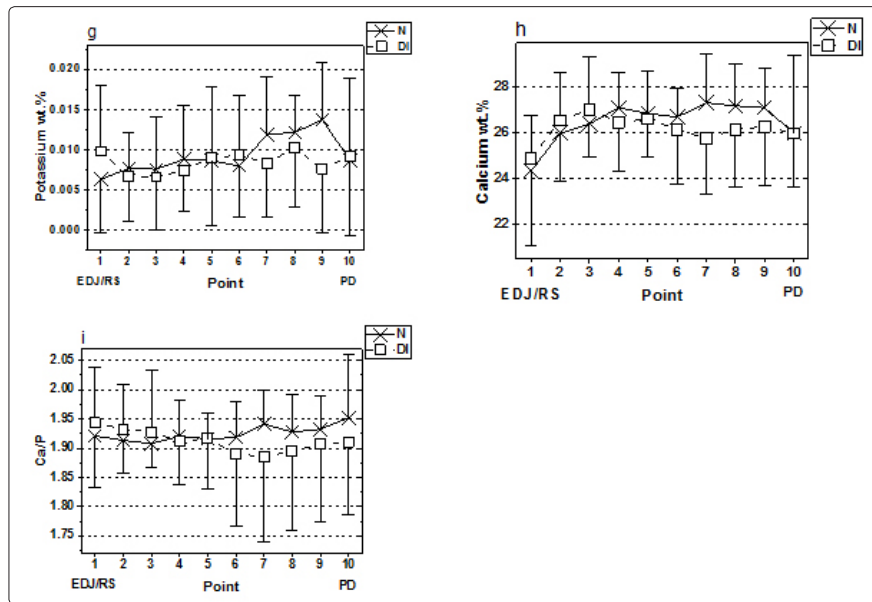 g
N
DI
Potassium wt.%
0.020
0.015
0.010
0.005
0.000
1 2 3 4 5 6 7 8 9 10
EDJ/RS Point PD
h
N
DI
Calcium wt.%
28
26
24
22
1 2 3 4 5 6 7 8 9 10
EDJ/RS Point PD
i
N
DI
Ca/P
2.05
2.00
1.95
1.90
1.85
1.80
1.75
1 2 3 4 5 6 7 8 9 10
EDJ/RS Point PD